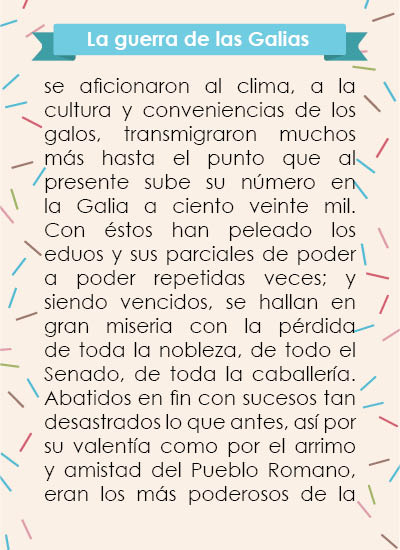 La guerra de las Galias
se aficionaron al clima, a la
cultura y conveniencias de los
galos, transmigraron muchos
más hasta el punto que al
presente sube su número en
la Galia a ciento veinte mil.
Con éstos han peleado los
eduos y sus parciales de poder
a poder repetidas veces; y
siendo vencidos, se hallan en
gran miseria con la pérdida
de toda la nobleza, de todo el
Senado, de toda la caballería.
Abatidos en fin con sucesos tan
desastrados lo que antes, así por
su valentía como por el arrimo
y amistad del Pueblo Romano,
eran los más poderosos de la